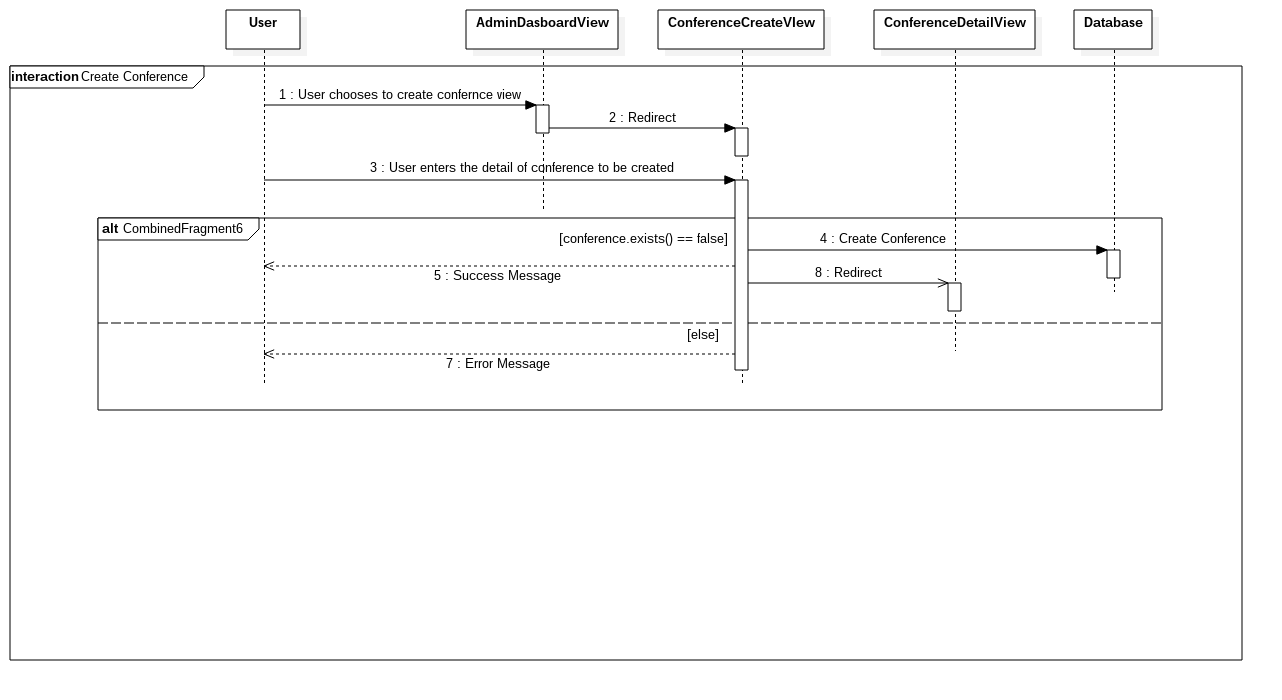 User
AdminDasboardView
ConferenceCreateVIew
ConferenceDetailView
Database
interaction Create Conference
1 : User chooses to create confernce view
2 : Redirect
3 : User enters the detail of conference to be created
alt CombinedFragment6
[conference.exists() == false]
4 : Create Conference
5 : Success Message
8 : Redirect
[else]
7 : Error Message